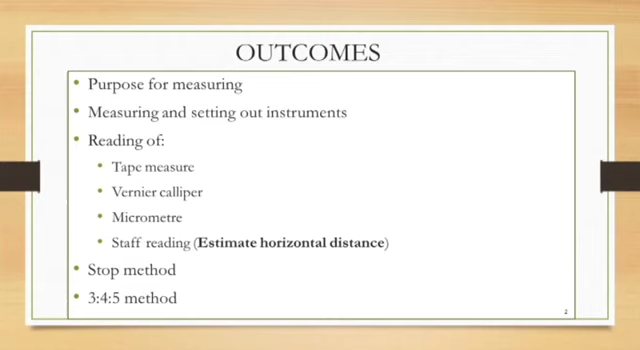 OUTCOMES
• Purpose for measuring
• Measuring and setting out instruments
• Reading of:
• Tape measure
• Vernier calliper
• Micrometre
• Staff reading (Estimate horizontal distance)
• Stop method
• 3:4:5 method
2